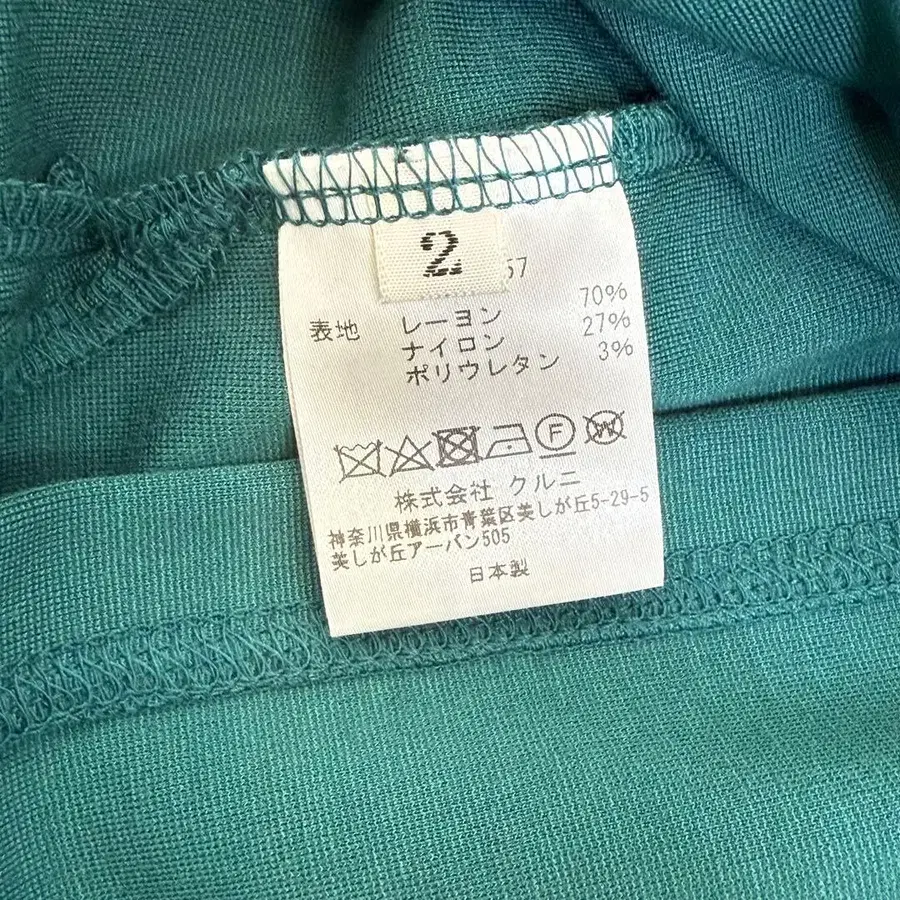 2
57
表地 レーヨン 70%
ナイロン 27%
ポリウレタン 3%
F W
株式会社 クルニ
神奈川県横浜市青葉区美しが丘5-29-5
美しが丘アーバン505
日本製